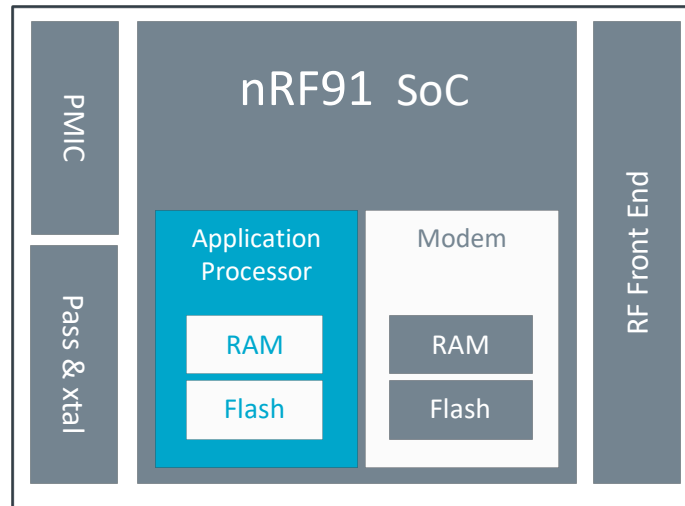 PMIC
Pass & xtal
nRF91 SoC
Application
Processor
RAM
Flash
Modem
RAM
Flash
RF Front End